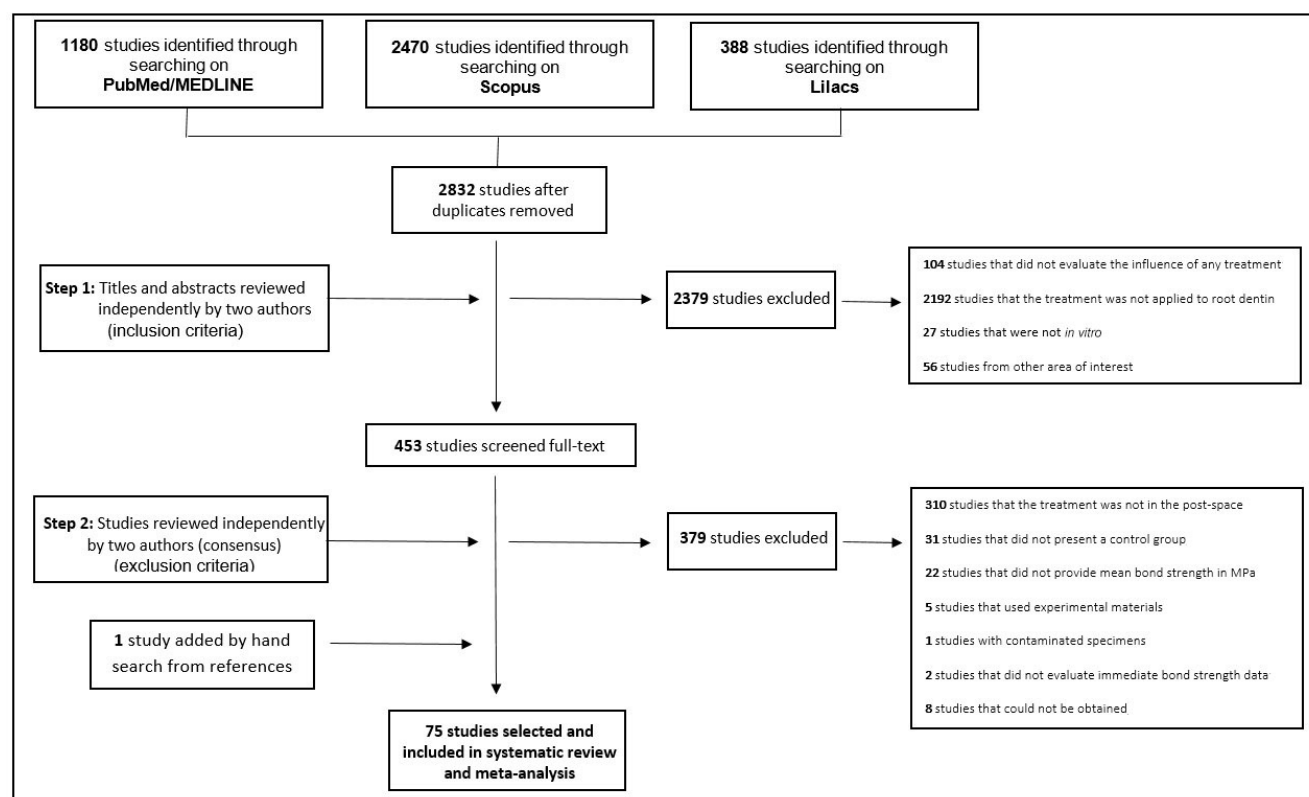 1180 studies identified through
searching on
PubMed/MEDLINE
2470 studies identified through
searching on
Scopus
388 studies identified through
searching on
Lilacs
2832 studies after
duplicates removed
Step 1: Titles and abstracts reviewed
independently by two authors
(inclusion criteria)
2379 studies excluded
104 studies that did not evaluate the influence of any treatment
2192 studies that the treatment was not applied to root dentin
27 studies that were not in vitro
56 studies from other area of interest
453 studies screened full-text
Step 2: Studies reviewed independently
by two authors (consensus)
(exclusion criteria)
379 studies excluded
310 studies that the treatment was not in the post-space
31 studies that did not present a control group
22 studies that did not provide mean bond strength in MPa
5 studies that used experimental materials
1 studies with contaminated specimens
2 studies that did not evaluate immediate bond strength data
8 studies that could not be obtained
1 study added by hand
search from references
75 studies selected and
included in systematic review
and meta-analysis